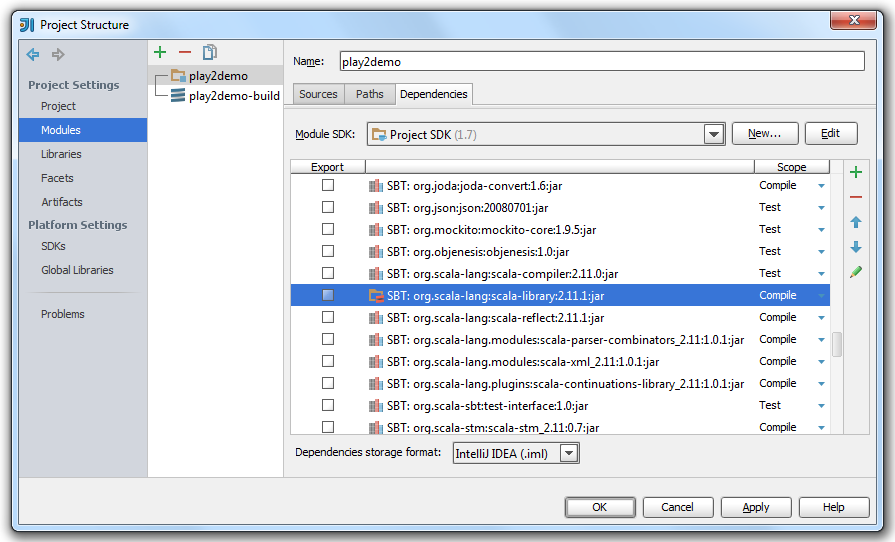 Project Structure
Project Settings
Project
Modules
Libraries
Facets
Artifacts
Platform Settings
SDKs
Global Libraries
Problems
play2demo
play2demo-build
Name: play2demo
Sources Paths Dependencies
Module SDK: Project SDK (1.7) New... Edit
Export Scope
SBT: org.joda:joda-convert:1.6:jar Compile
SBT: org.json:json:20080701:jar Test
SBT: org.mockito:mockito-core:1.9.5:jar Test
SBT: org.objenesis:objenesis:1.0:jar Test
SBT: org.scala-lang:scala-compiler:2.11.0:jar Test
SBT: org.scala-lang:scala-library:2.11.1:jar Compile
SBT: org.scala-lang:scala-reflect:2.11.1:jar Compile
SBT: org.scala-lang.modules:scala-parser-combinators_2.11:1.0.1:jar Compile
SBT: org.scala-lang.modules:scala-xml_2.11:1.0.1:jar Compile
SBT: org.scala-lang.plugins:scala-continuations-library_2.11:1.0.1:jar Compile
SBT: org.scala-sbt:test-interface:1.0:jar Test
SBT: org.scala-stm:scala-stm_2.11:0.7:jar Compile
Dependencies storage format: IntelliJ IDEA (.iml)
OK Cancel Apply Help